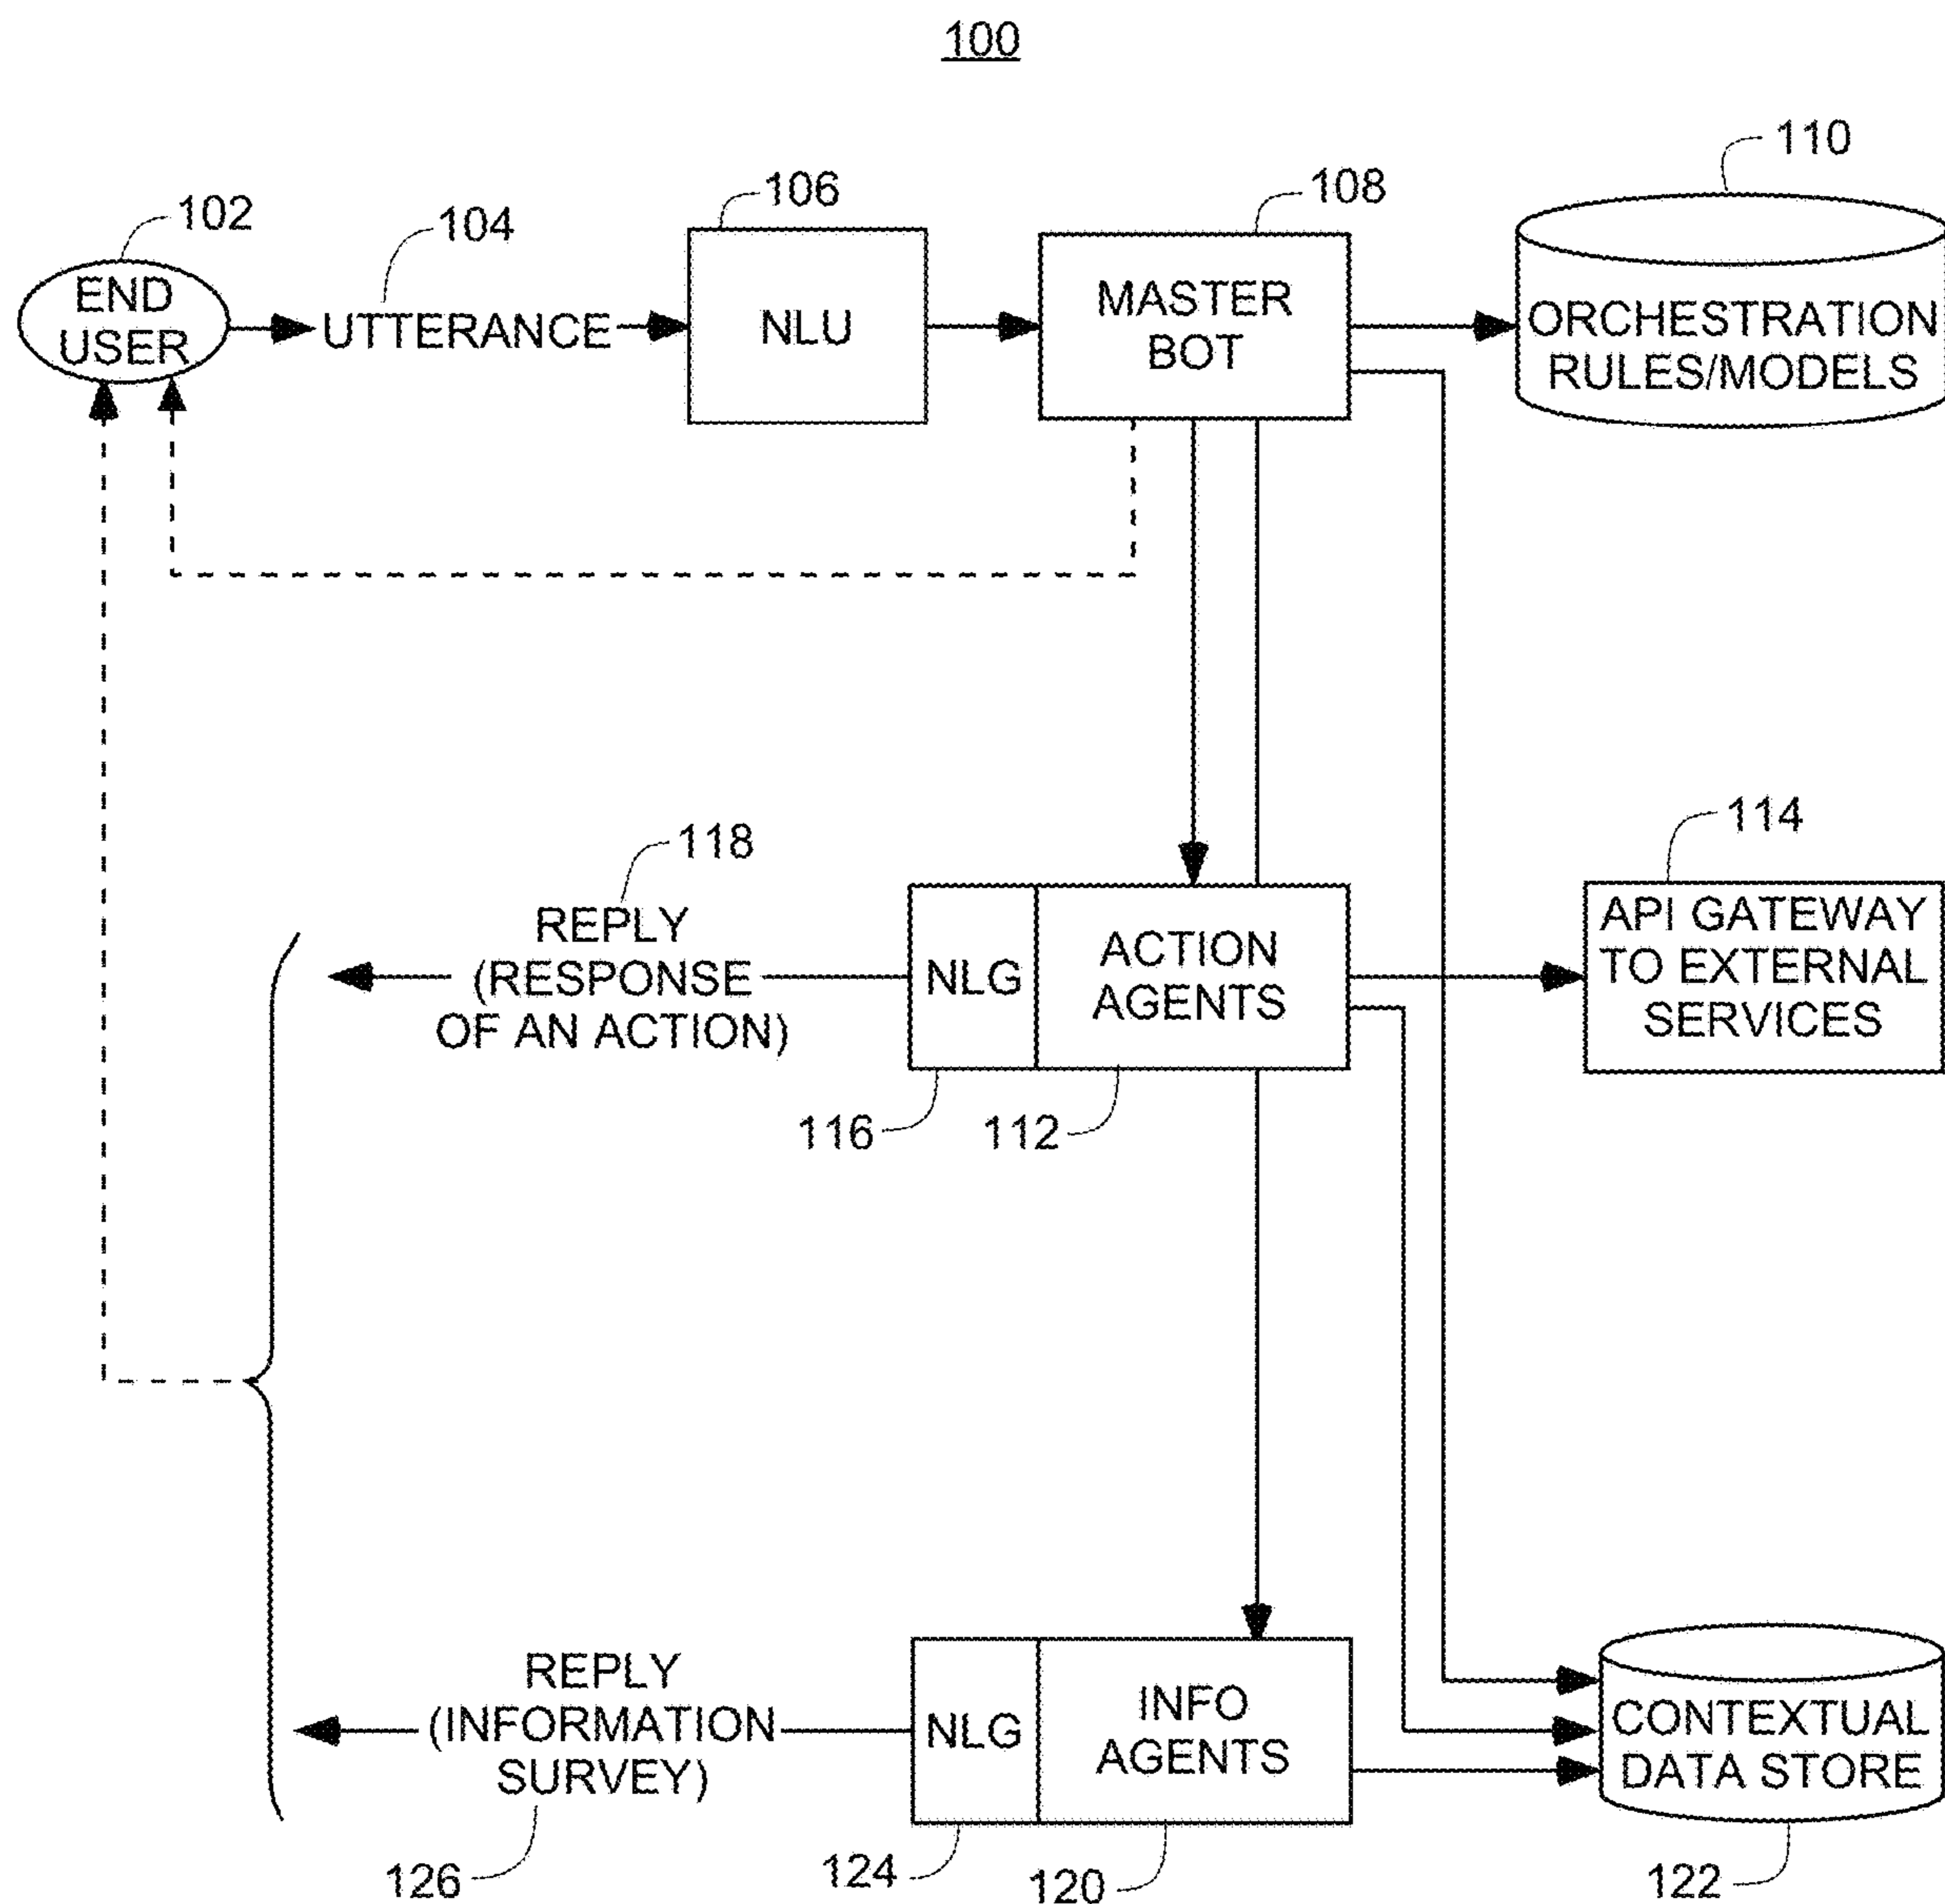 100
110
106
108
102
104
END
USER
UTTERANCE
NLU
MASTER
BOT
ORCHESTRATION
RULES/MODELS
118
114
REPLY
(RESPONSE
OF AN ACTION)
NLG
ACTION
AGENTS
API GATEWAY
TO EXTERNAL
SERVICES
116
112
REPLY
(INFORMATION
SURVEY)
NLG
INFO
AGENTS
CONTEXTUAL
DATA STORE
126
124
120
122